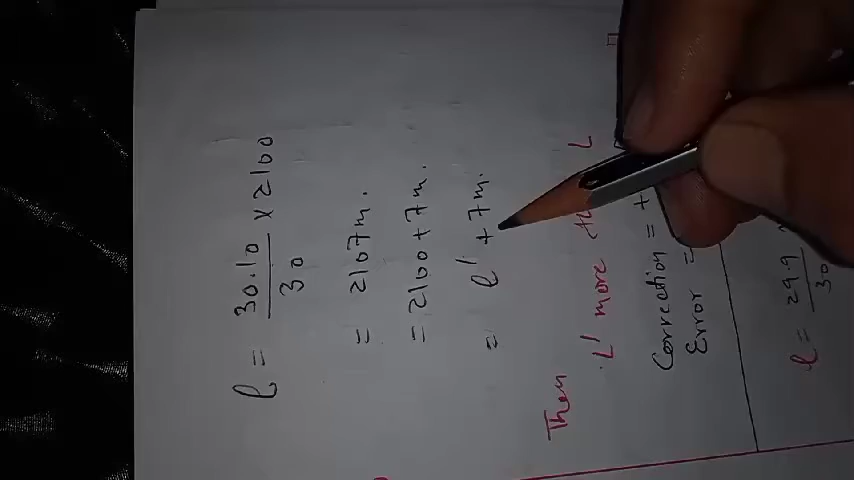 l = 30.10/30 x 2100
= 2107m.
= 2100+7m.
= l' +7m.
Then
L' more L
Correction = +
Error =
l = 29.9/30